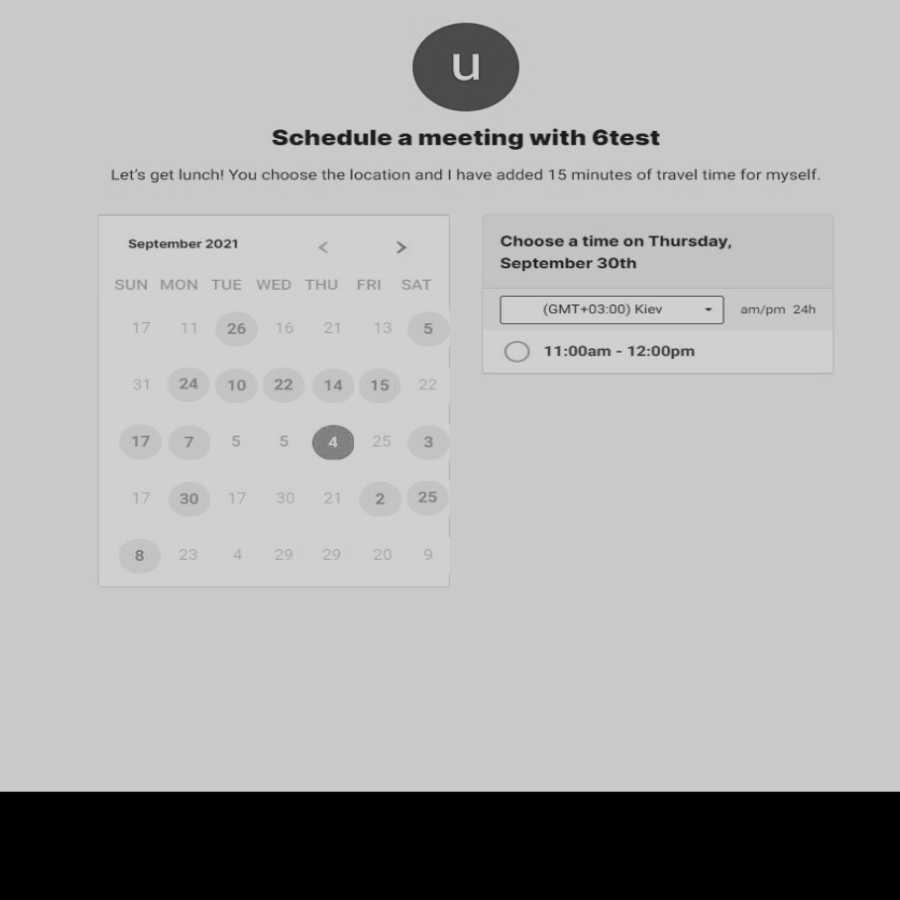 u
Schedule a meeting with 6test
Let's get lunch! You choose the location and I have added 15 minutes of travel time for myself.
September 2021 < >
SUN MON TUE WED THU FRI SAT
17 11 26 16 21 13 5
31 24 10 22 14 15 22
17 7 5 5 4 25 3
17 30 17 30 21 2 25
8 23 4 29 29 20 9
Choose a time on Thursday,
September 30th
(GMT+03:00) Kiev am/pm 24h
11:00am - 12:00pm